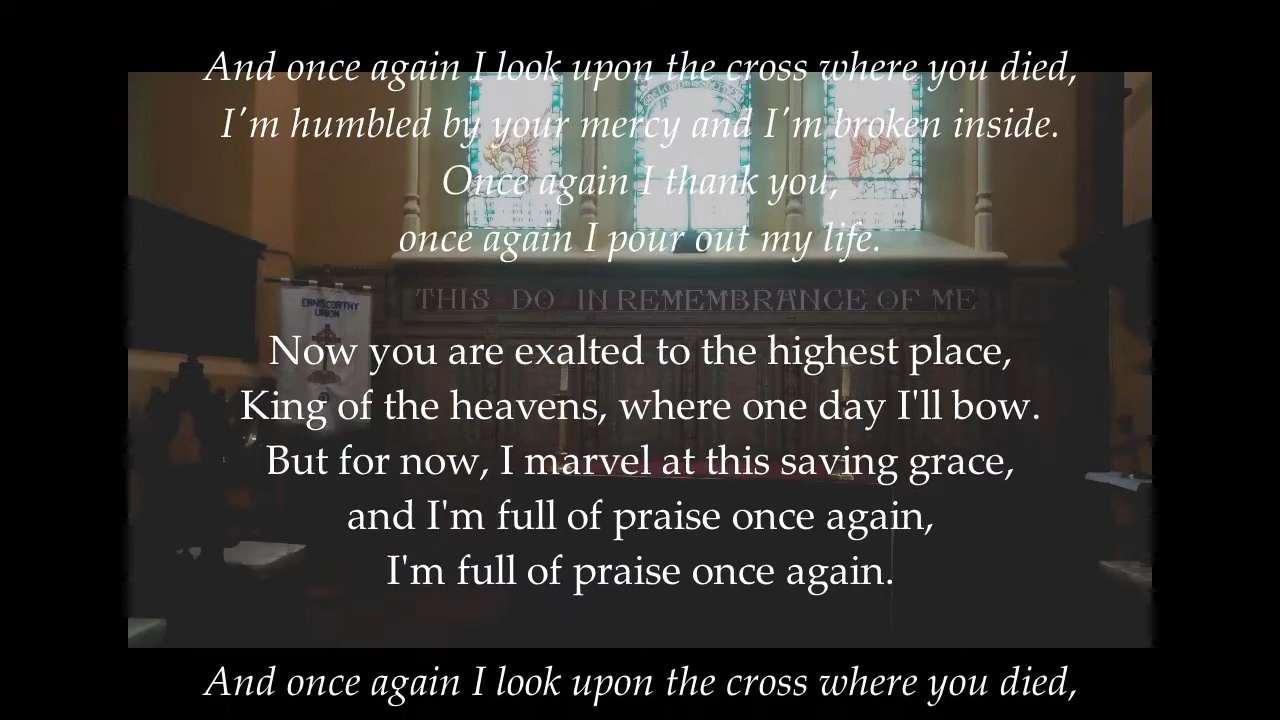 And once again I look upon the cross where you died,
I'm humbled by your mercy and I'm broken inside.
Once again I thank you,
once again I pour out my life.
ENNISCORTHY
UNION
THIS DO IN REMEMBRANCE OF ME
Now you are exalted to the highest place,
King of the heavens, where one day I'll bow.
But for now, I marvel at this saving grace,
and I'm full of praise once again,
I'm full of praise once again.
And once again I look upon the cross where you died,